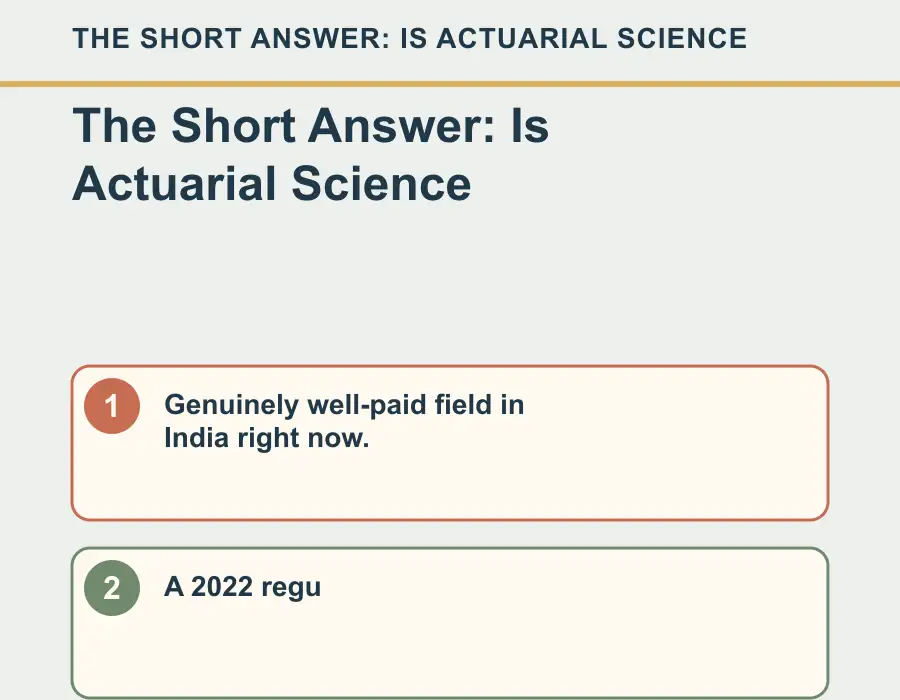 THE SHORT ANSWER: IS ACTUARIAL SCIENCE
The Short Answer: Is
Actuarial Science
1
Genuinely well-paid field in
India right now.
2
A 2022 regu